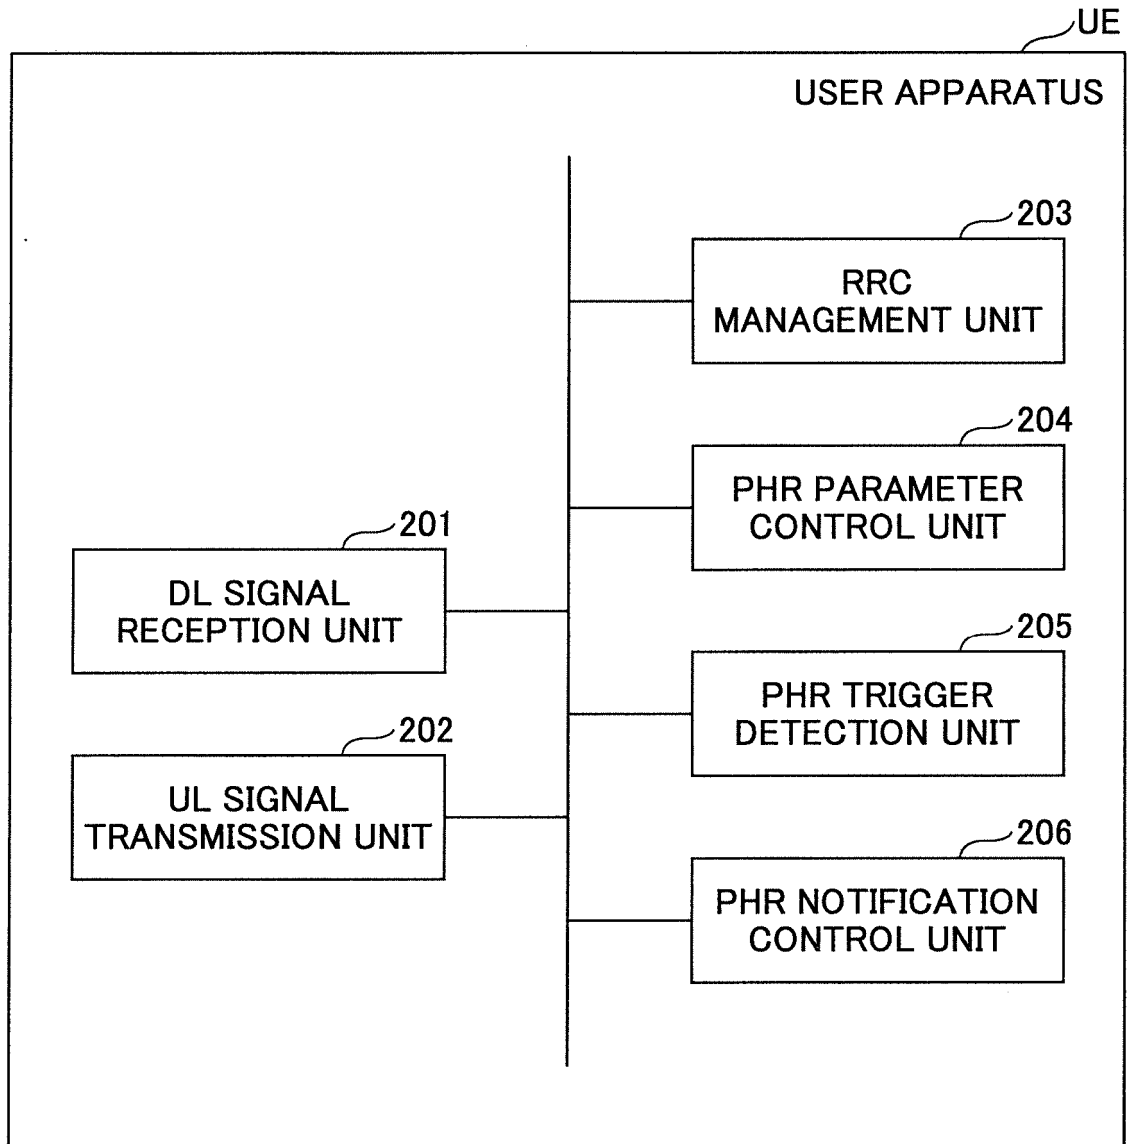 UE
USER APPARATUS
203
RRC
MANAGEMENT UNIT
204
PHR PARAMETER
CONTROL UNIT
201
DL SIGNAL
RECEPTION UNIT
205
PHR TRIGGER
DETECTION UNIT
202
UL SIGNAL
TRANSMISSION UNIT
206
PHR NOTIFICATION
CONTROL UNIT